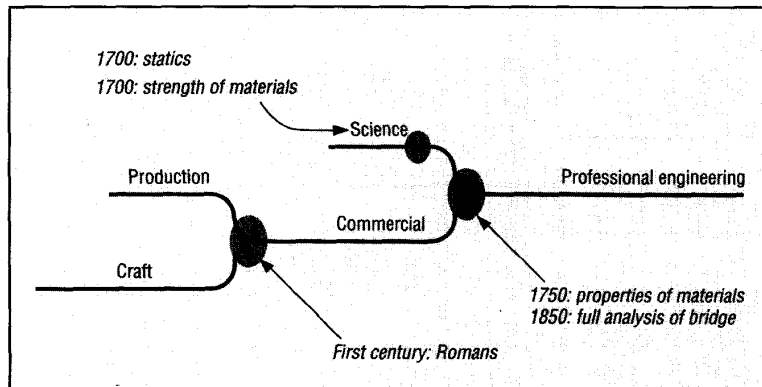 1700: statics
1700: strength of materials
Science
Production
Professional engineering
Commercial
Craft
1750: properties of materials
1850: full analysis of bridge
First century: Romans